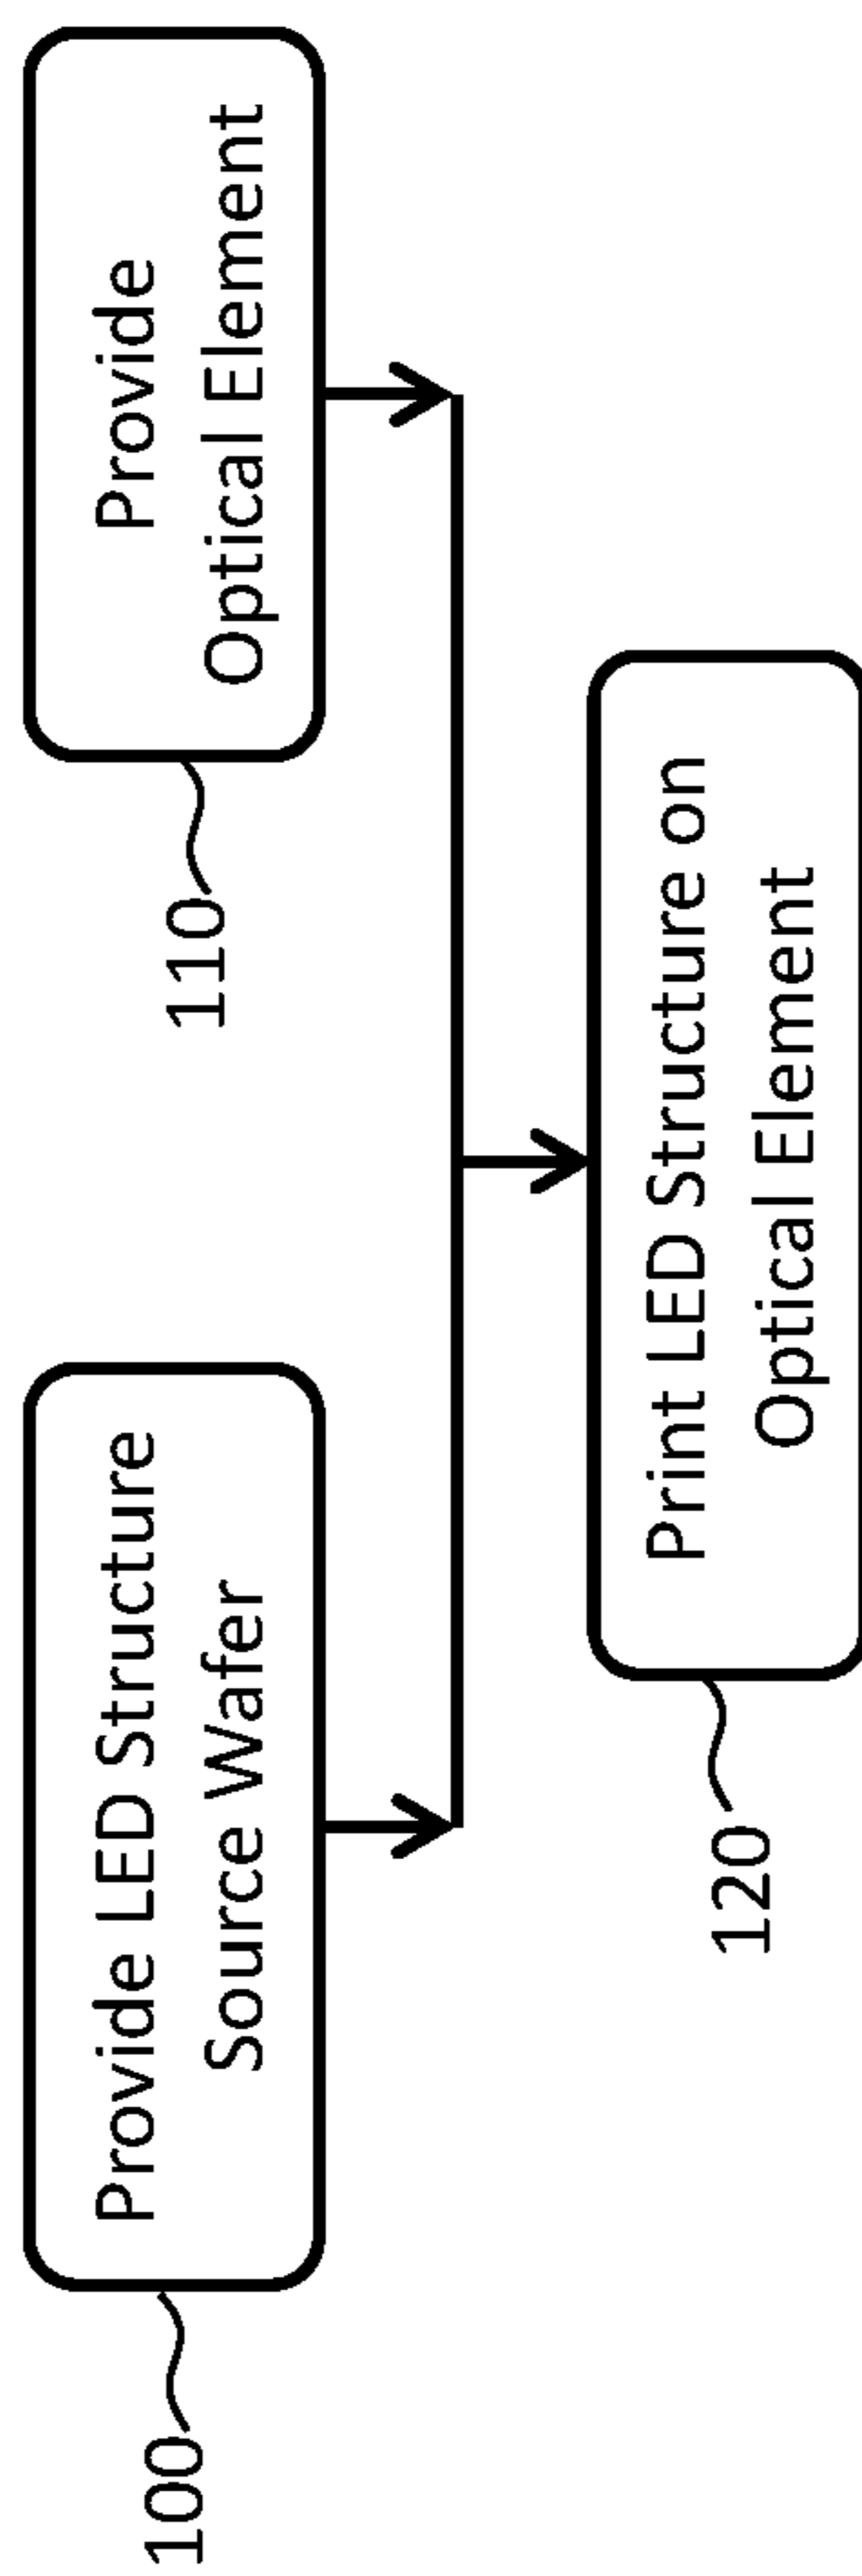 100
Provide LED Structure
Source Wafer
110
Provide
Optical Element
120
Print LED Structure on
Optical Element